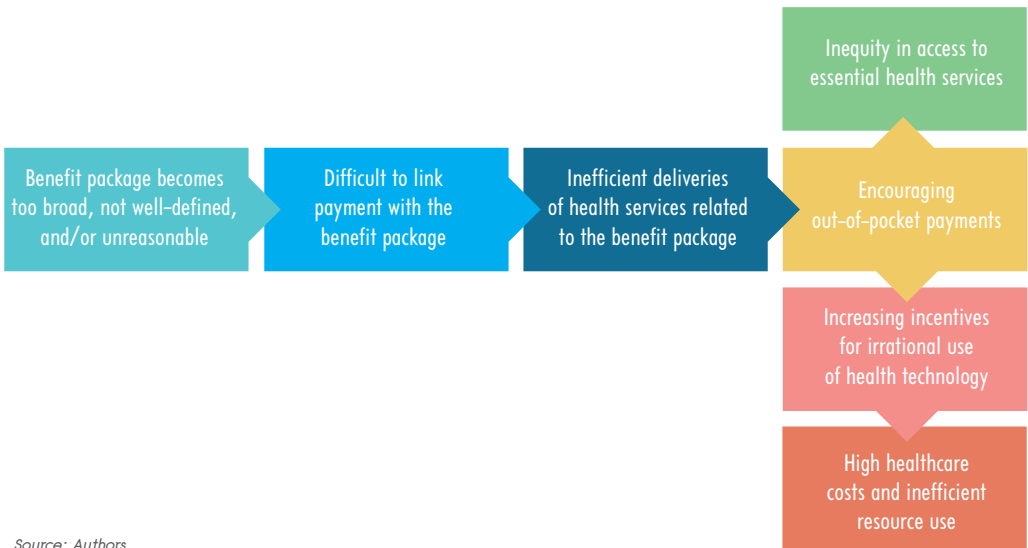 Inequity in access to
essential health services
Benefit package becomes
too broad, not well-defined,
and/or unreasonable
Difficult to link
payment with the
benefit package
Inefficient deliveries
of health services related
to the benefit package
Encouraging
out-of-pocket payments
Increasing incentives
for irrational use
of health technology
High healthcare
costs and inefficient
resource use
Source: Authors